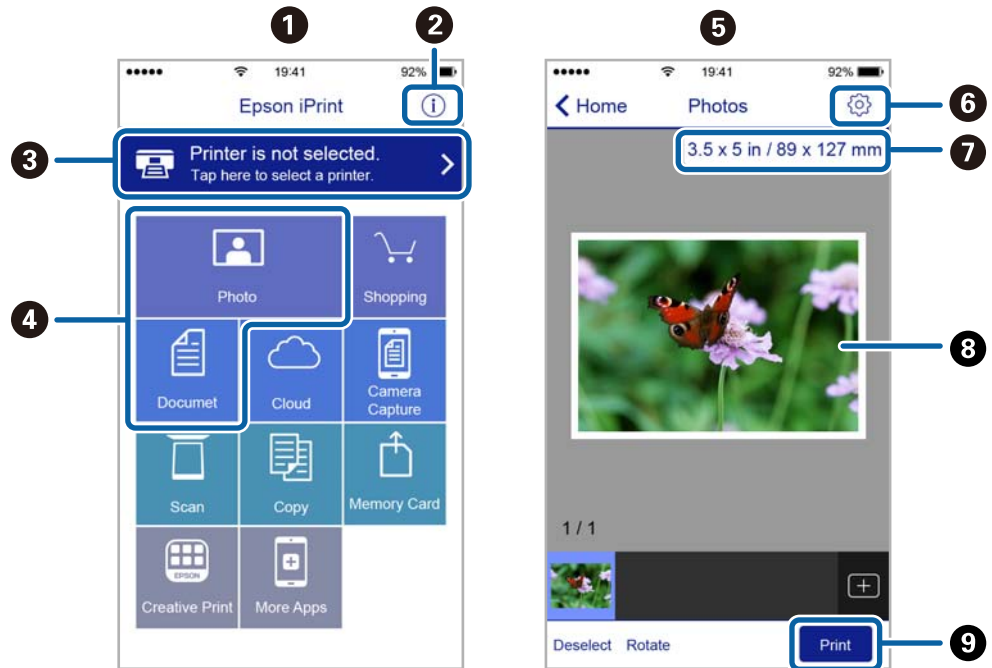 1
2
5
19:41
92%
Epson iPrint
i
3
Printer is not selected.
Tap here to select a printer.
4
Photo
Shopping
Documet
Cloud
Camera
Capture
Scan
Copy
Memory Card
EPSON
Creative Print
More Apps
19:41
92%
Home
Photos
6
3.5 x 5 in / 89 x 127 mm
7
8
1 / 1
Deselect
Rotate
Print
9